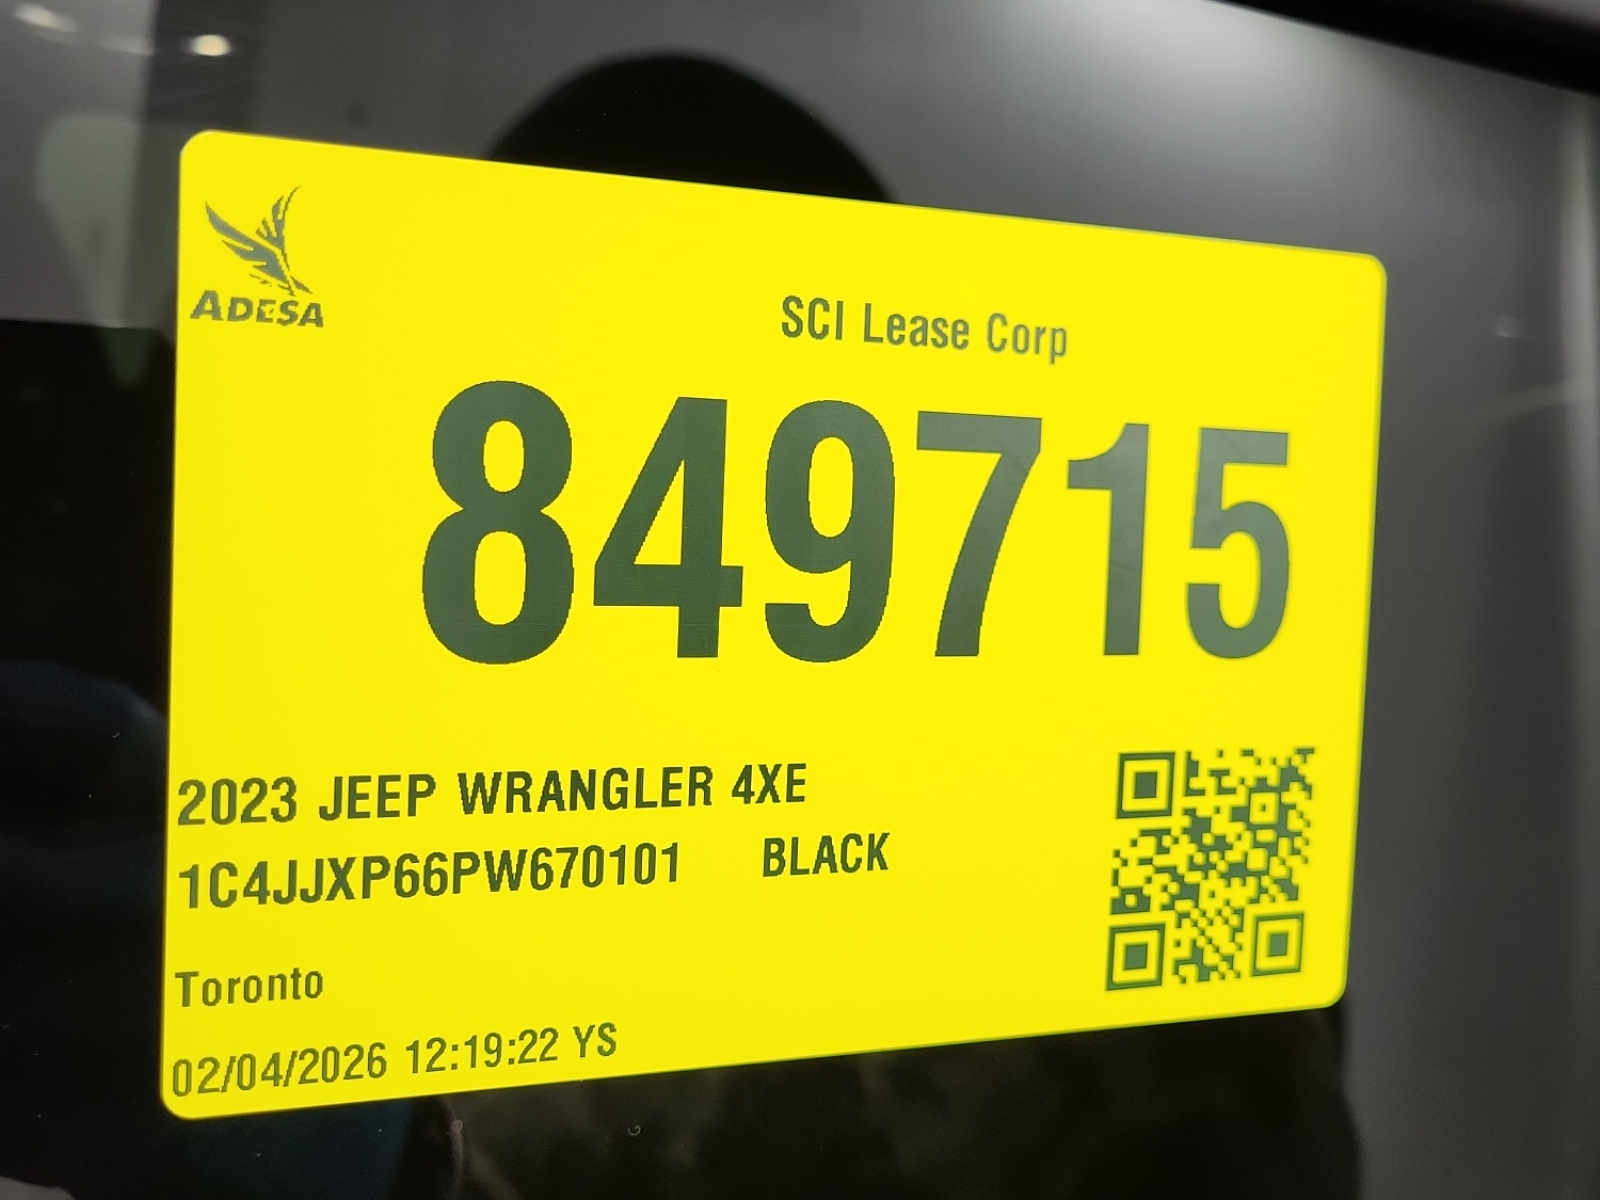 ADESA
SCI Lease Corp
849715
2023 JEEP WRANGLER 4XE
1C4JJXP66PW670101 BLACK
Toronto
02/04/2026 12:19:22 YS